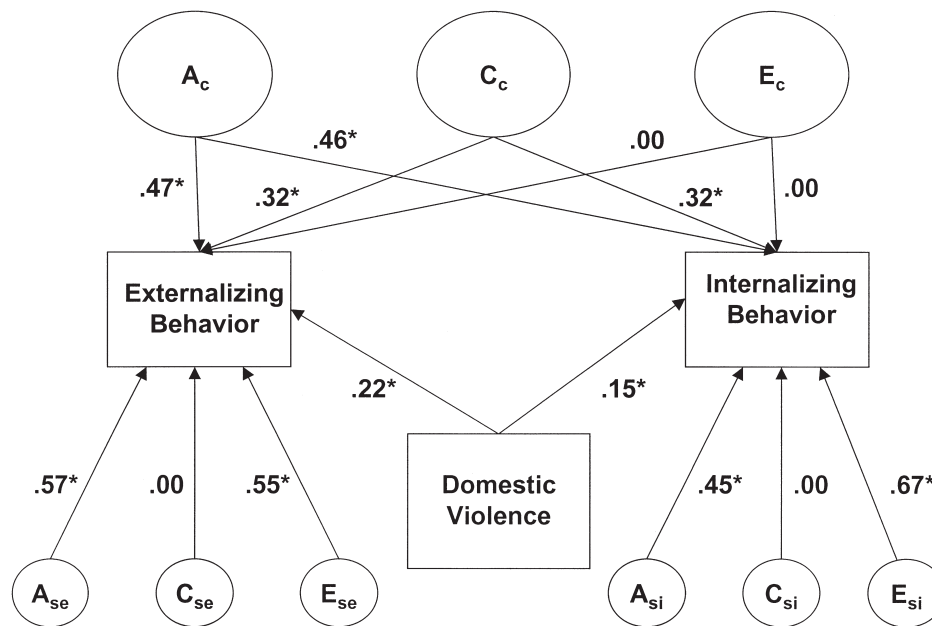 Ac Cc Ec
.46* .00
.47* .32* .32* .00
Externalizing
Behavior
Internalizing
Behavior
.22* .15*
.57* .00 .55* .45* .00 .67*
Domestic
Violence
Ase Cse Ese Asi Csi Esi